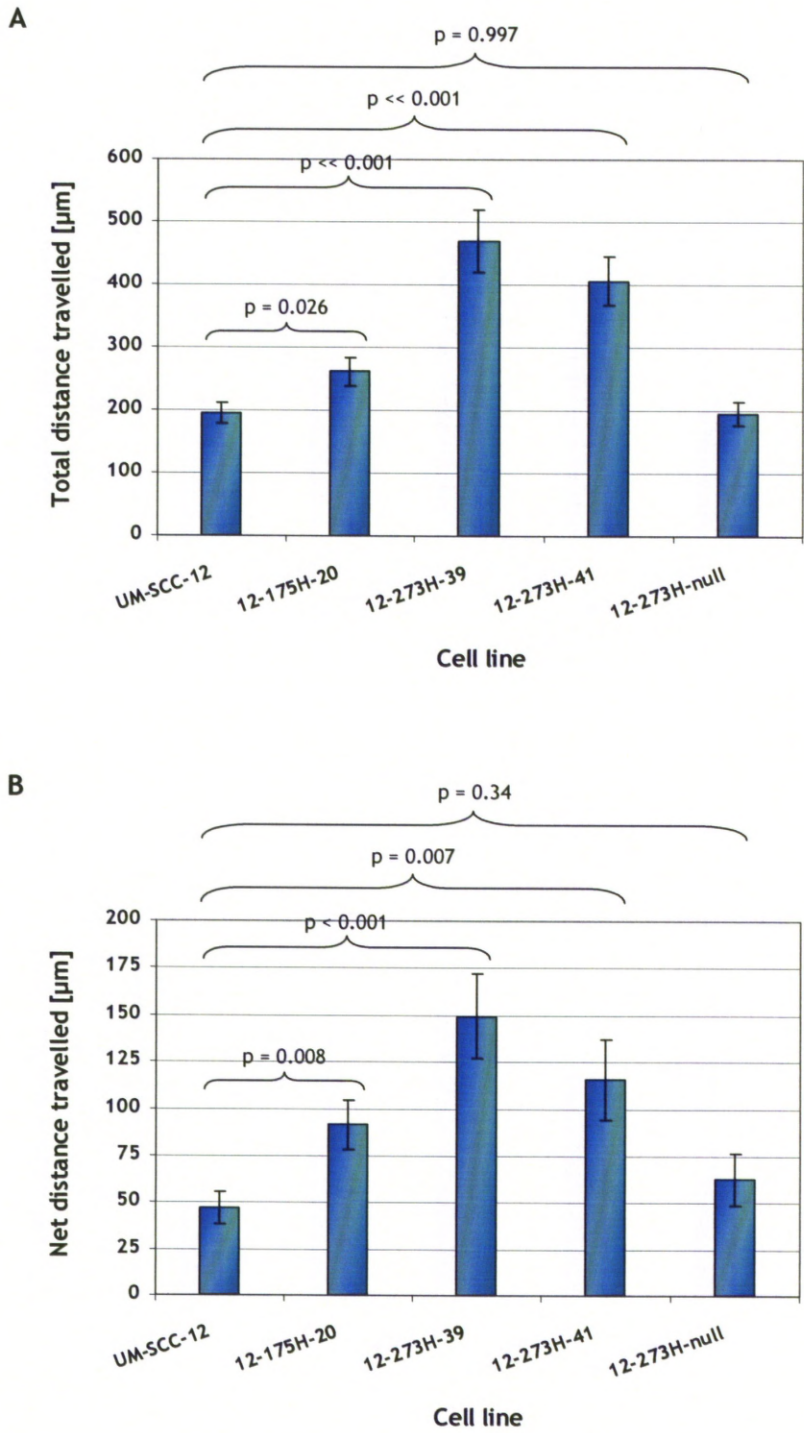 A
p = 0.997
p << 0.001
p << 0.001
p = 0.026
Total distance travelled [µm]
600
500
400
300
200
100
0
UM-SCC-12
12-175H-20
12-273H-39
12-273H-41
12-273H-null
Cell line
B
p = 0.34
p = 0.007
p < 0.001
p = 0.008
Net distance travelled [µm]
200
175
150
125
100
75
50
25
0
UM-SCC-12
12-175H-20
12-273H-39
12-273H-41
12-273H-null
Cell line